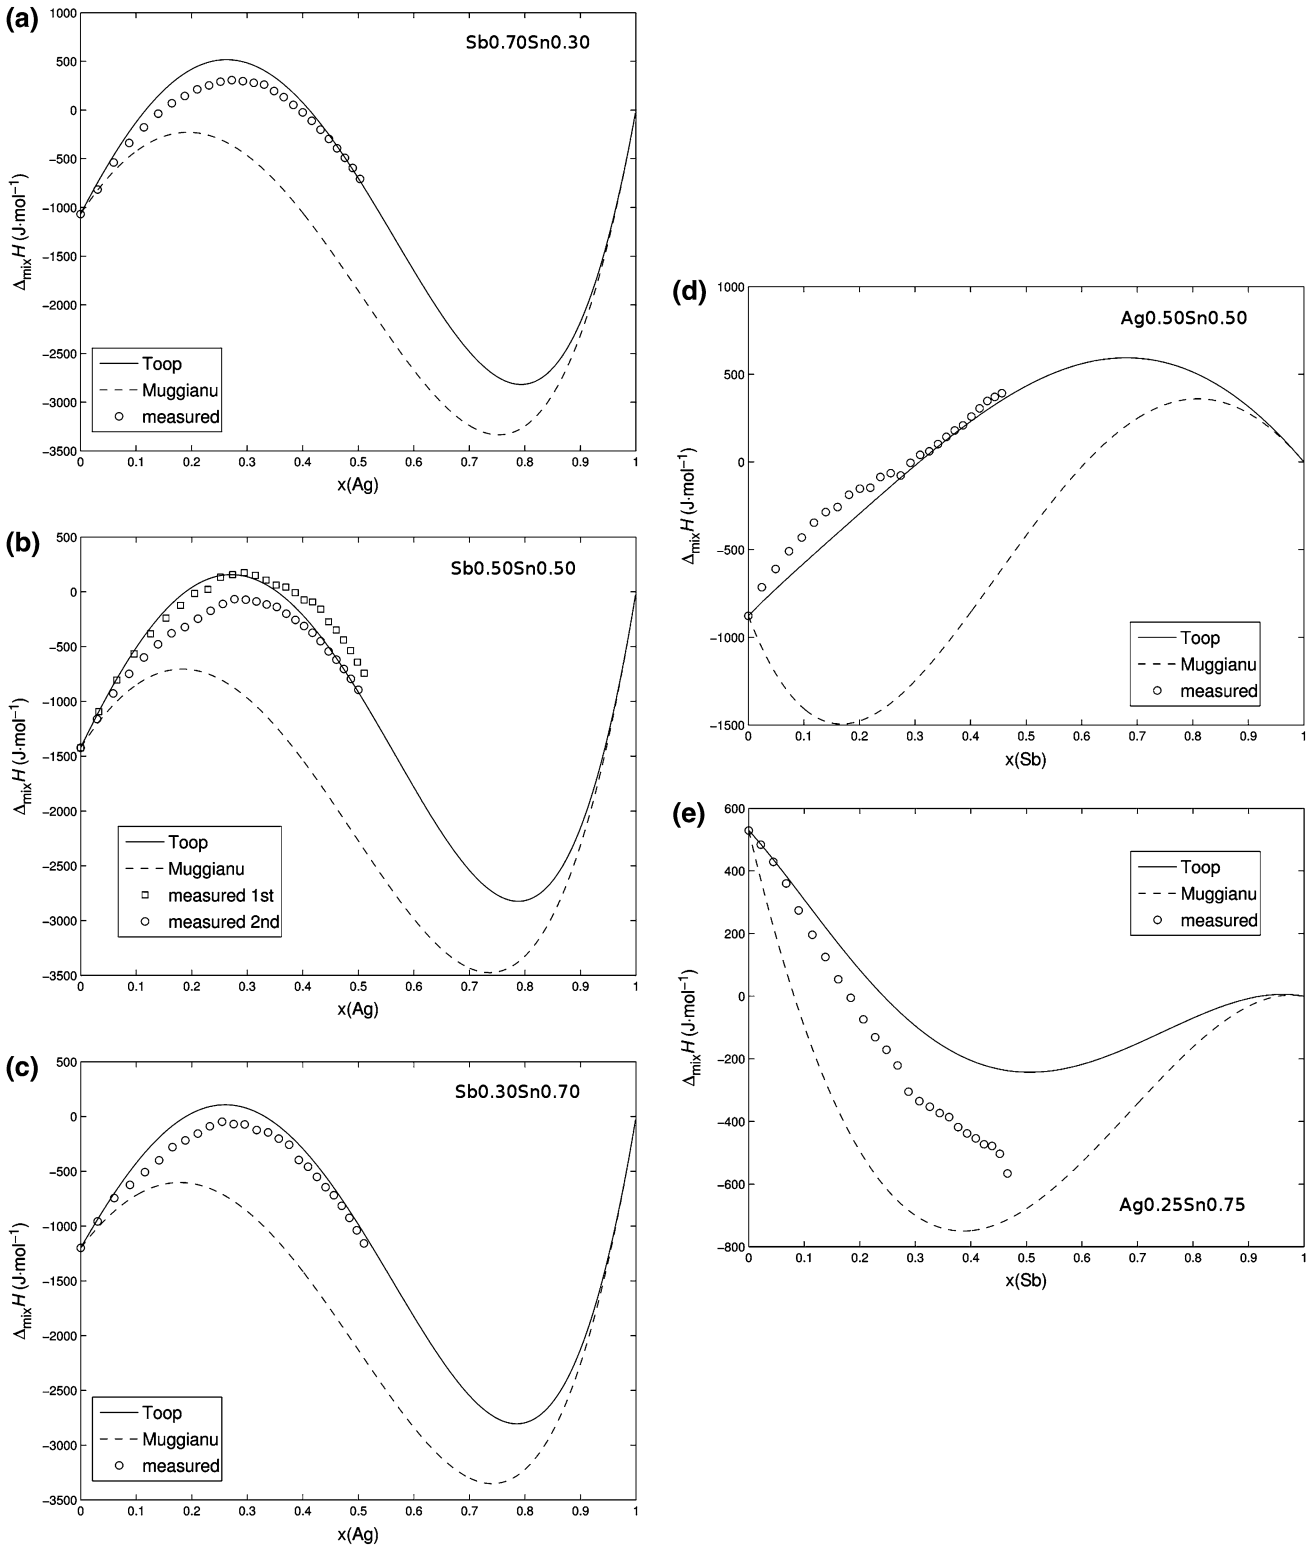 (a)
Sb0.70Sn0.30
1000
500
0
−500
−1000
−1500
−2000
−2500
−3000
−3500
ΔmixH (J·mol−1)
Toop
Muggianu
measured
0 0.1 0.2 0.3 0.4 0.5 0.6 0.7 0.8 0.9 1
x(Ag)
(b)
Sb0.50Sn0.50
500
0
−500
−1000
−1500
−2000
−2500
−3000
−3500
ΔmixH (J·mol−1)
Toop
Muggianu
measured 1st
measured 2nd
0 0.1 0.2 0.3 0.4 0.5 0.6 0.7 0.8 0.9 1
x(Ag)
(c)
Sb0.30Sn0.70
500
0
−500
−1000
−1500
−2000
−2500
−3000
−3500
ΔmixH (J·mol−1)
Toop
Muggianu
measured
0 0.1 0.2 0.3 0.4 0.5 0.6 0.7 0.8 0.9 1
x(Ag)
(d)
Ag0.50Sn0.50
1000
500
0
−500
−1000
−1500
ΔmixH (J·mol−1)
Toop
Muggianu
measured
0 0.1 0.2 0.3 0.4 0.5 0.6 0.7 0.8 0.9 1
x(Sb)
(e)
600
400
200
0
−200
−400
−600
−800
ΔmixH (J·mol−1)
Toop
Muggianu
measured
Ag0.25Sn0.75
0 0.1 0.2 0.3 0.4 0.5 0.6 0.7 0.8 0.9 1
x(Sb)